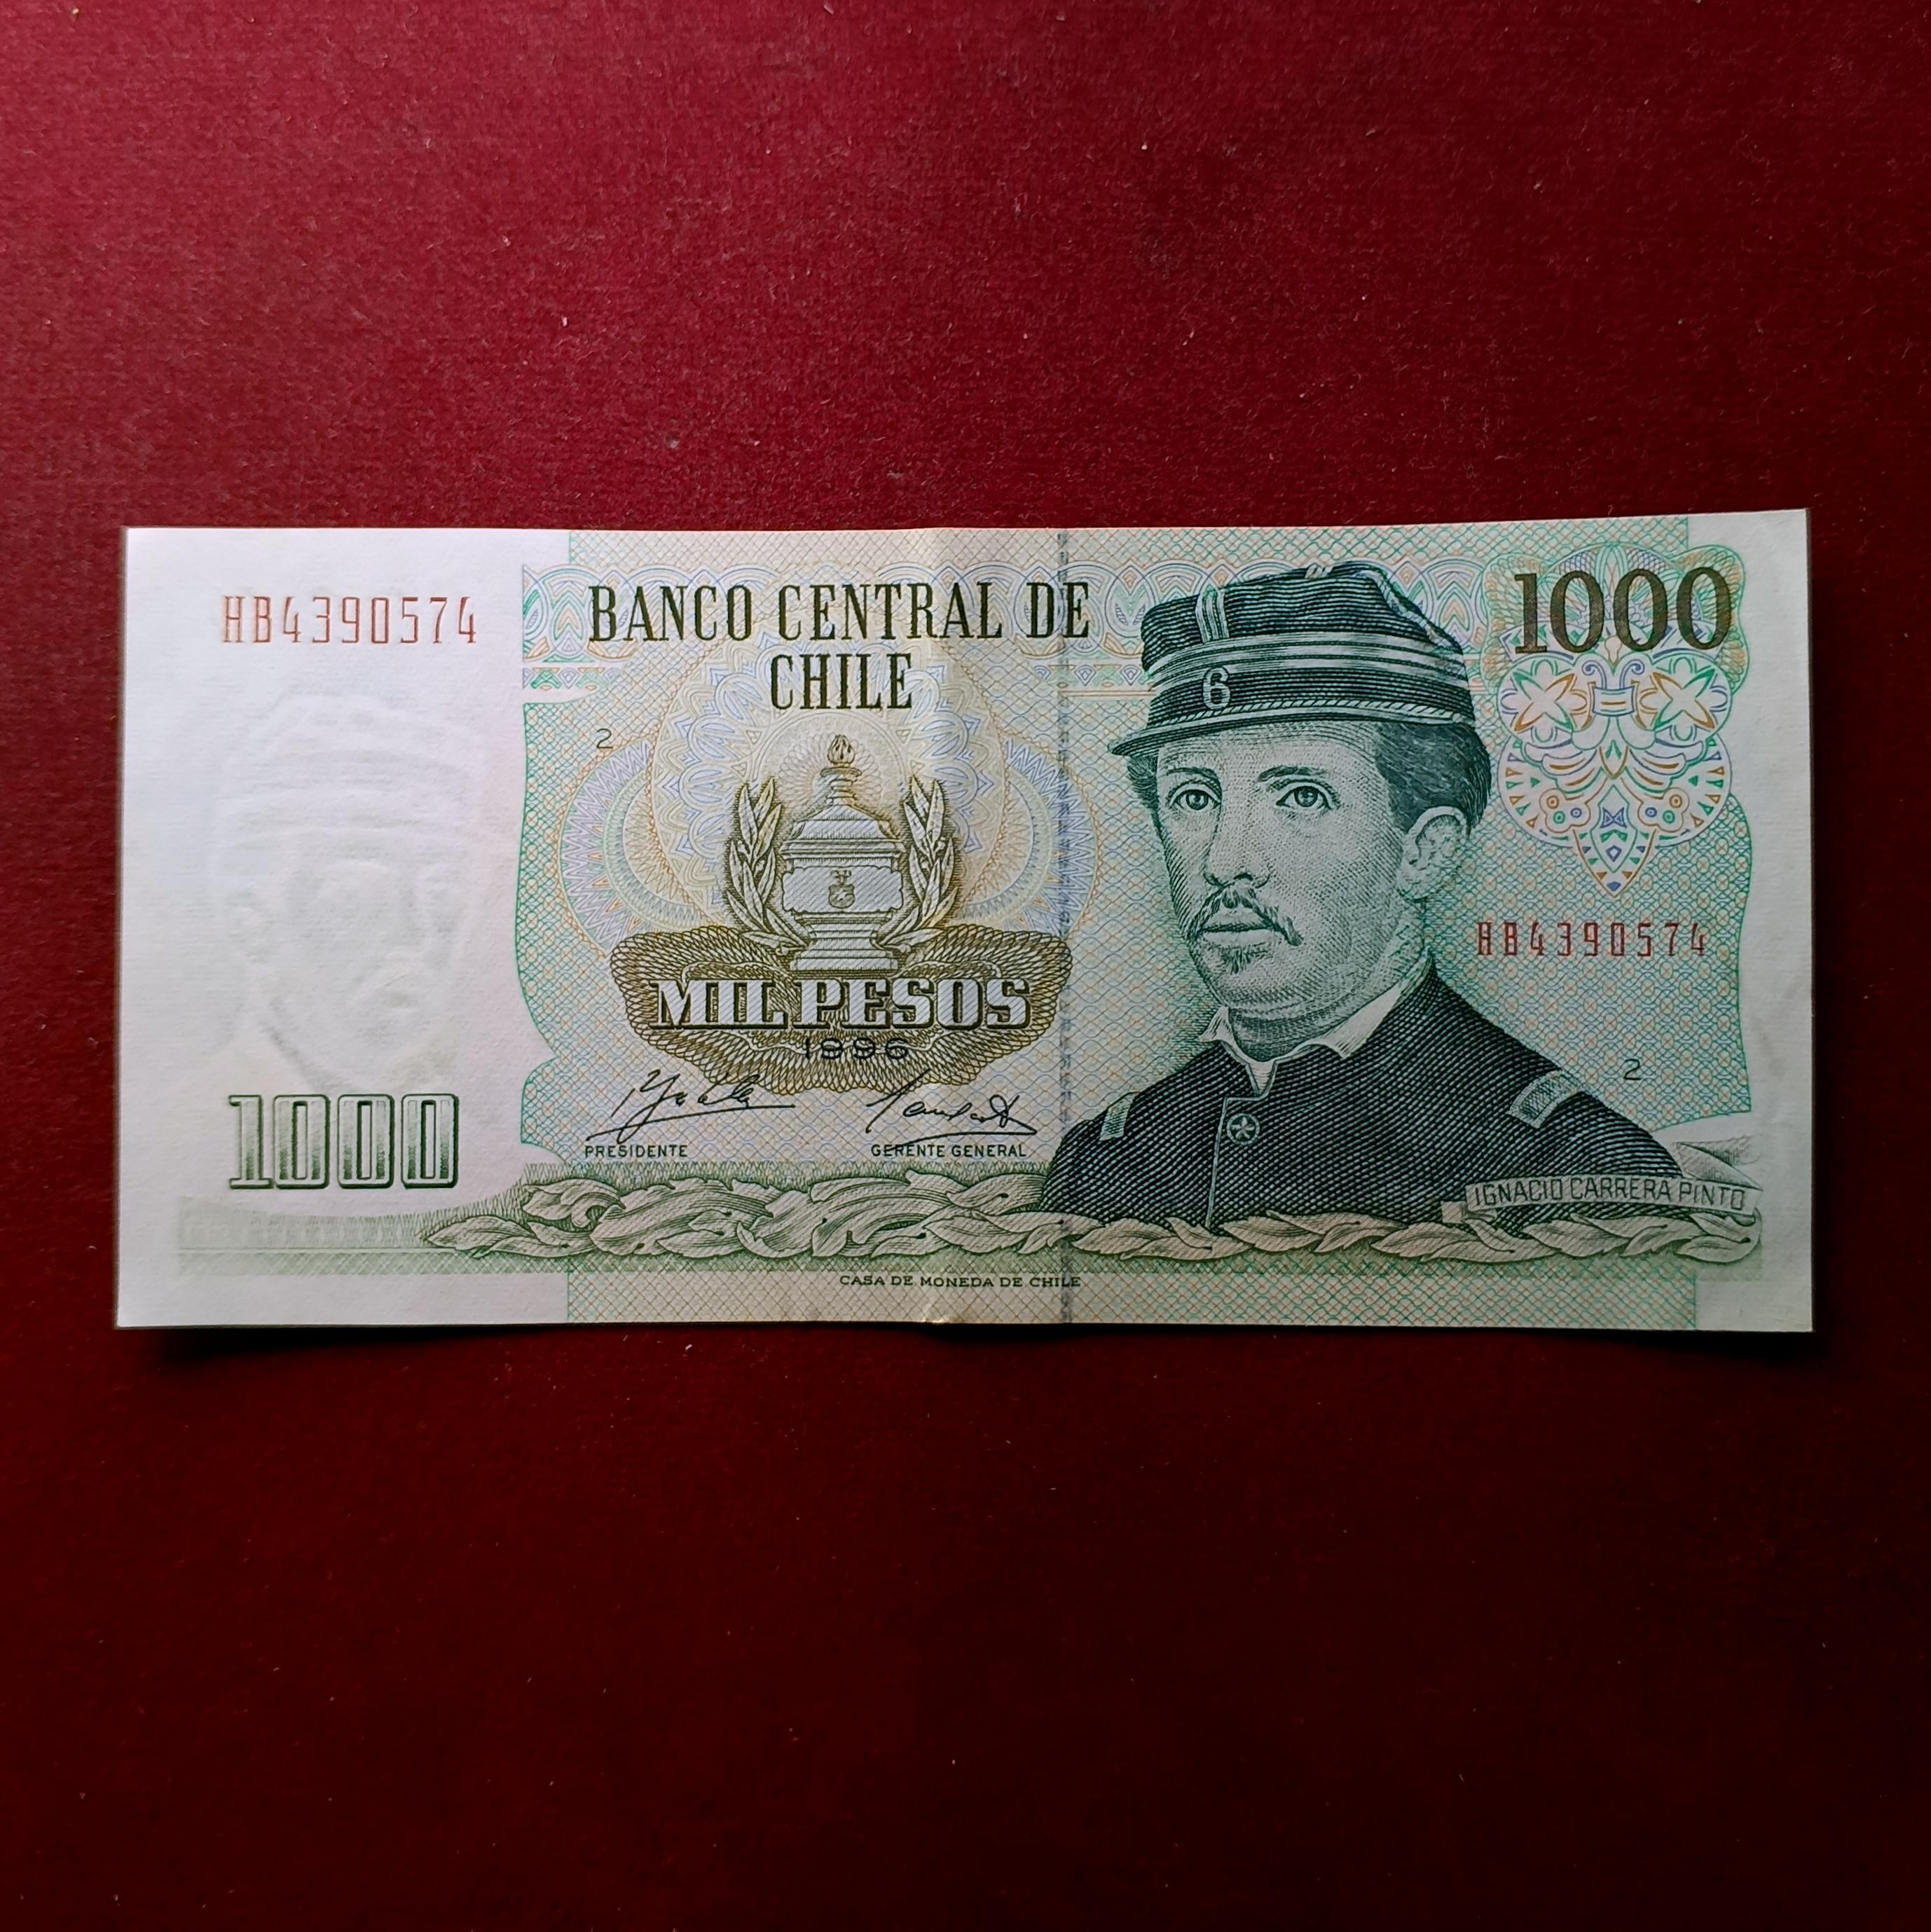 HB4390574
BANCO CENTRAL DE
CHILE
1000
6
2
HB4390574
MIL PESOS
1996
2
PRESIDENTE
GERENTE GENERAL
1000
IGNACIO CARRERA PINTO
CASA DE MONEDA DE CHILE